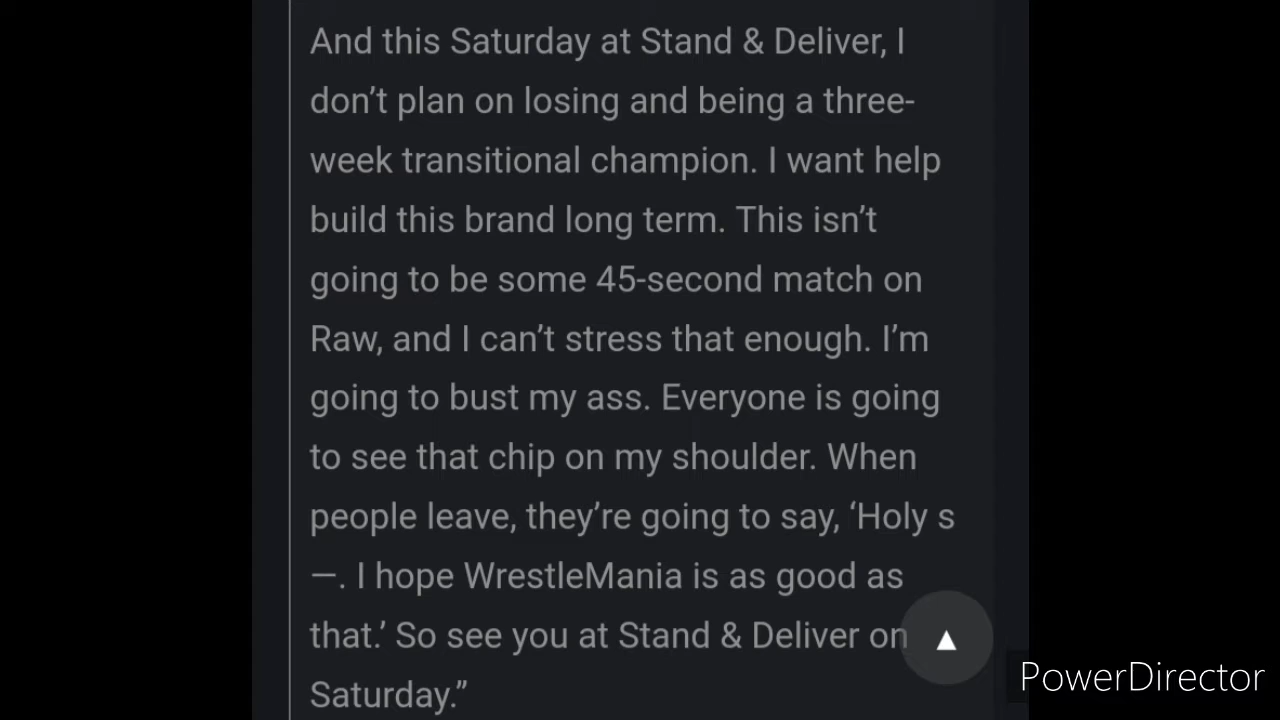 And this Saturday at Stand & Deliver, I
don’t plan on losing and being a three-
week transitional champion. I want help
build this brand long term. This isn’t
going to be some 45-second match on
Raw, and I can’t stress that enough. I’m
going to bust my ass. Everyone is going
to see that chip on my shoulder. When
people leave, they’re going to say, ‘Holy s
—. I hope WrestleMania is as good as
that.’ So see you at Stand & Deliver on
Saturday.”
PowerDirector